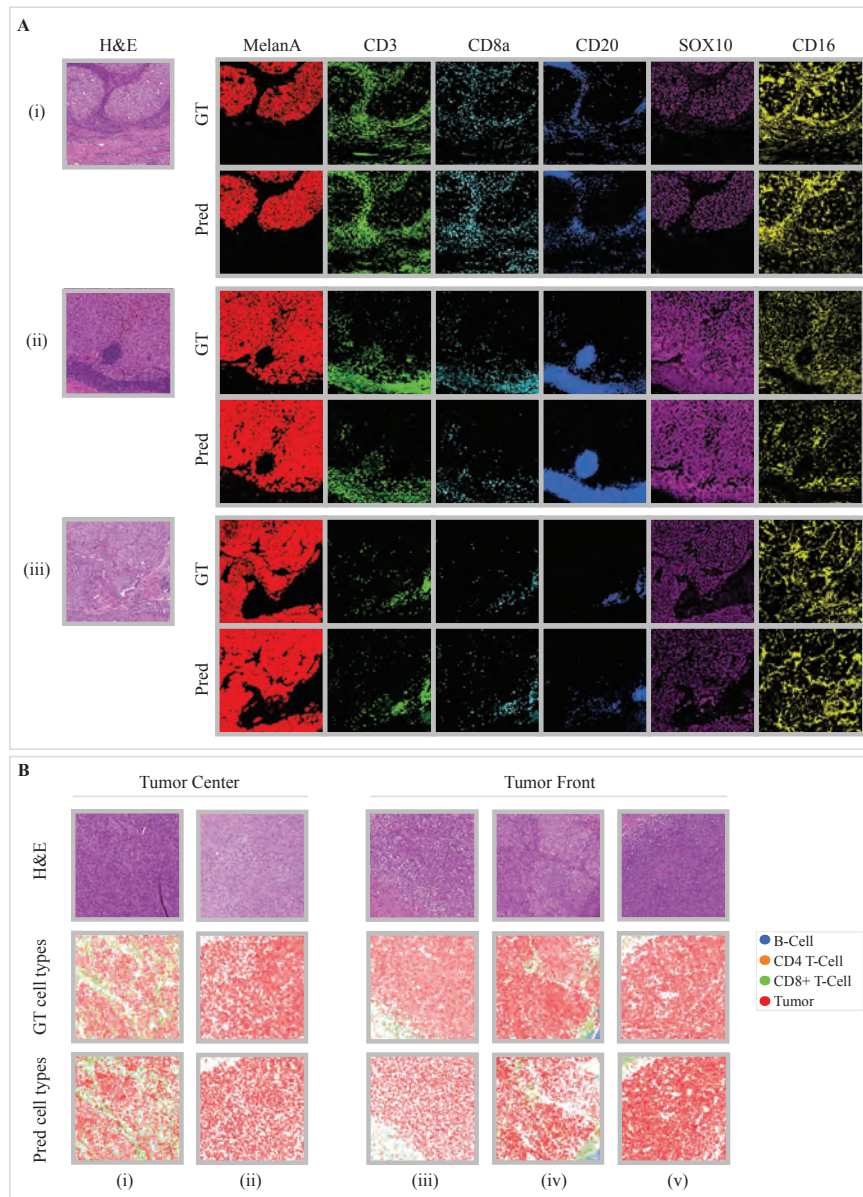 A
H&E MelanA CD3 CD8a CD20 SOX10 CD16
(i)
GT
Pred
(ii)
GT
Pred
(iii)
GT
Pred
B
Tumor Center Tumor Front
H&E
GT cell types
B-Cell
CD4 T-Cell
CD8+ T-Cell
Tumor
Pred cell types
(i) (ii) (iii) (iv) (v)